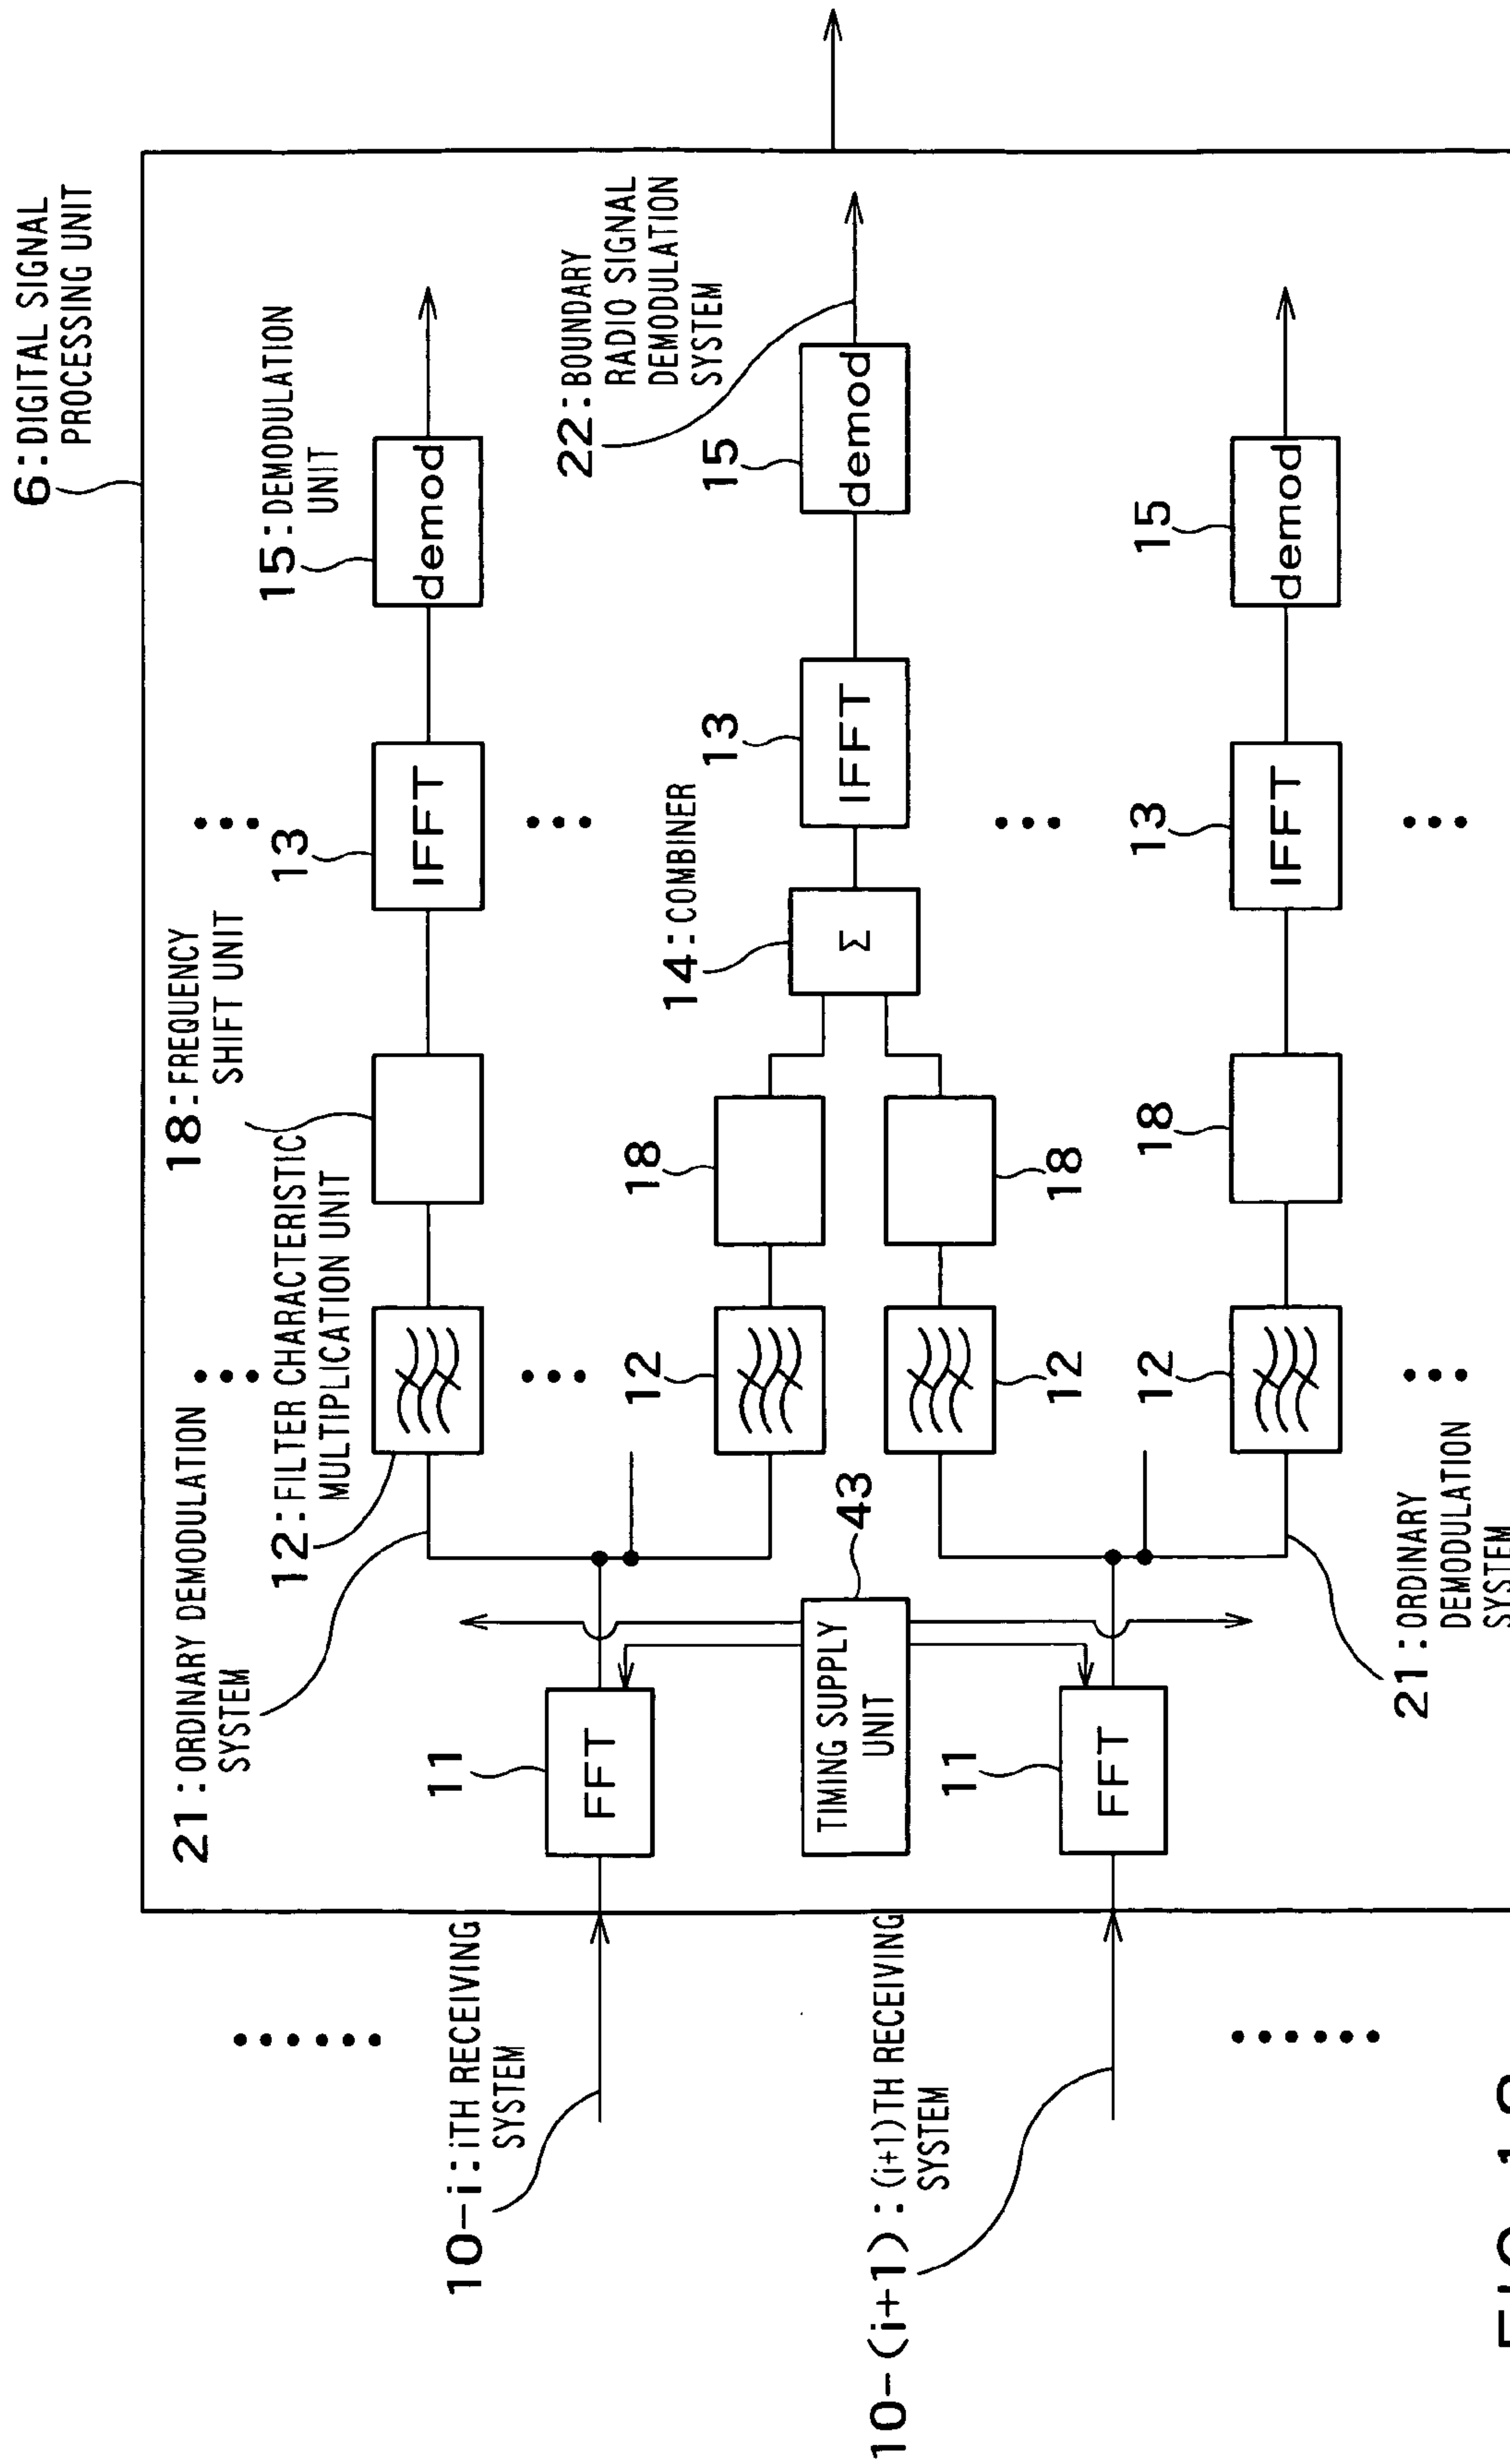 6:DIGITAL SIGNAL
PROCESSING UNIT
21:ORDINARY DEMODULATION
SYSTEM
12:FILTER CHARACTERISTIC
MULTIPLICATION UNIT
18:FREQUENCY
SHIFT UNIT
13
15:DEMODULATION
UNIT
IFFT
demod
10-i:iTH RECEIVING
SYSTEM
11
FFT
12
18
14:COMBINER
Σ
13
IFFT
15
demod
22:BOUNDARY
RADIO SIGNAL
DEMODULATION
SYSTEM
TIMING SUPPLY
UNIT
43
10-(i+1):(i+1)TH RECEIVING
SYSTEM
11
FFT
12
18
12
18
13
IFFT
15
demod
21:ORDINARY
DEMODULATION
SYSTEM